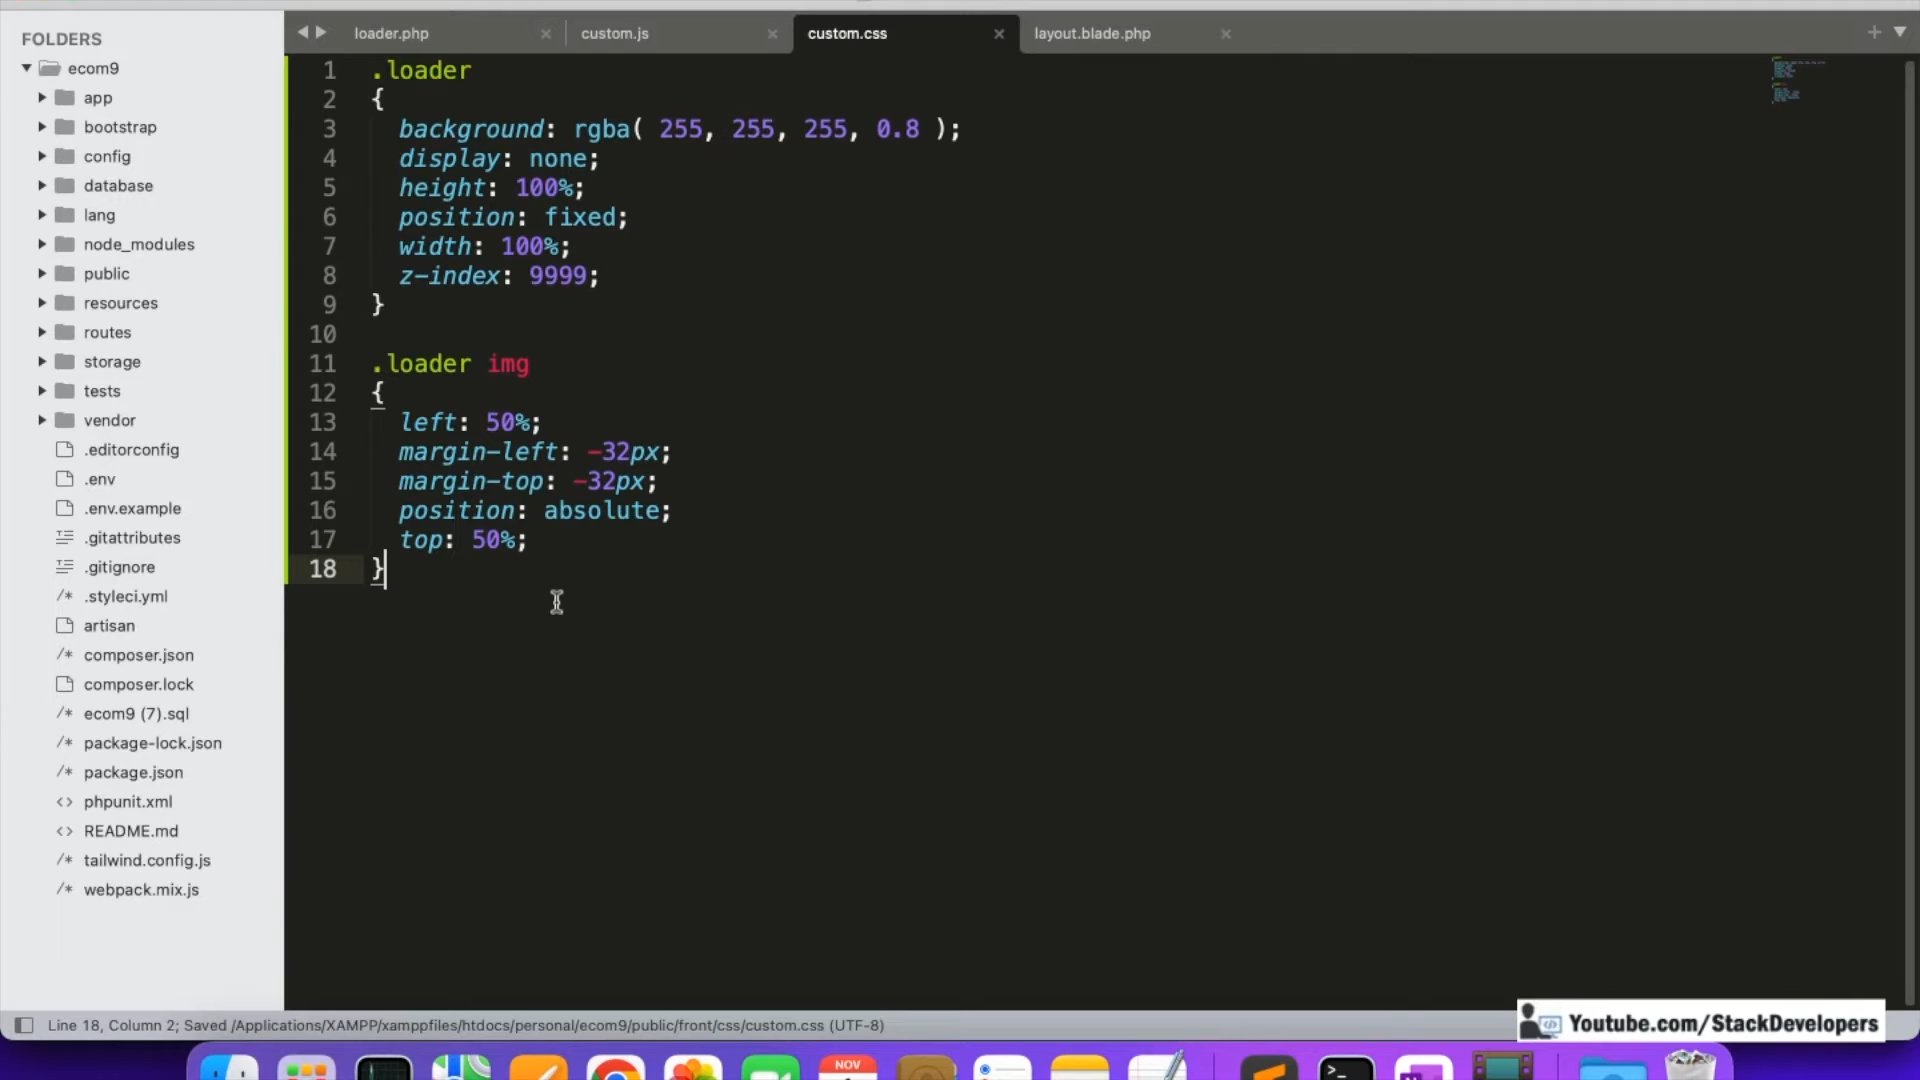 FOLDERS
ecom9
app
bootstrap
config
database
lang
node_modules
public
resources
routes
storage
tests
vendor
.editorconfig
.env
.env.example
.gitattributes
.gitignore
/* .styleci.yml
artisan
/* composer.json
composer.lock
/* ecom9 (7).sql
/* package-lock.json
/* package.json
<> phpunit.xml
<> README.md
/* tailwind.config.js
/* webpack.mix.js
loader.php
custom.js
custom.css
layout.blade.php
1 .loader
2 {
3 background: rgba( 255, 255, 255, 0.8 );
4 display: none;
5 height: 100%;
6 position: fixed;
7 width: 100%;
8 z-index: 9999;
9 }
10
11 .loader img
12 {
13 left: 50%;
14 margin-left: -32px;
15 margin-top: -32px;
16 position: absolute;
17 top: 50%;
18 }
Line 18, Column 2; Saved /Applications/XAMPP/xamppfiles/htdocs/personal/ecom9/public/front/css/custom.css (UTF-8)
Youtube.com/StackDevelopers
NOV